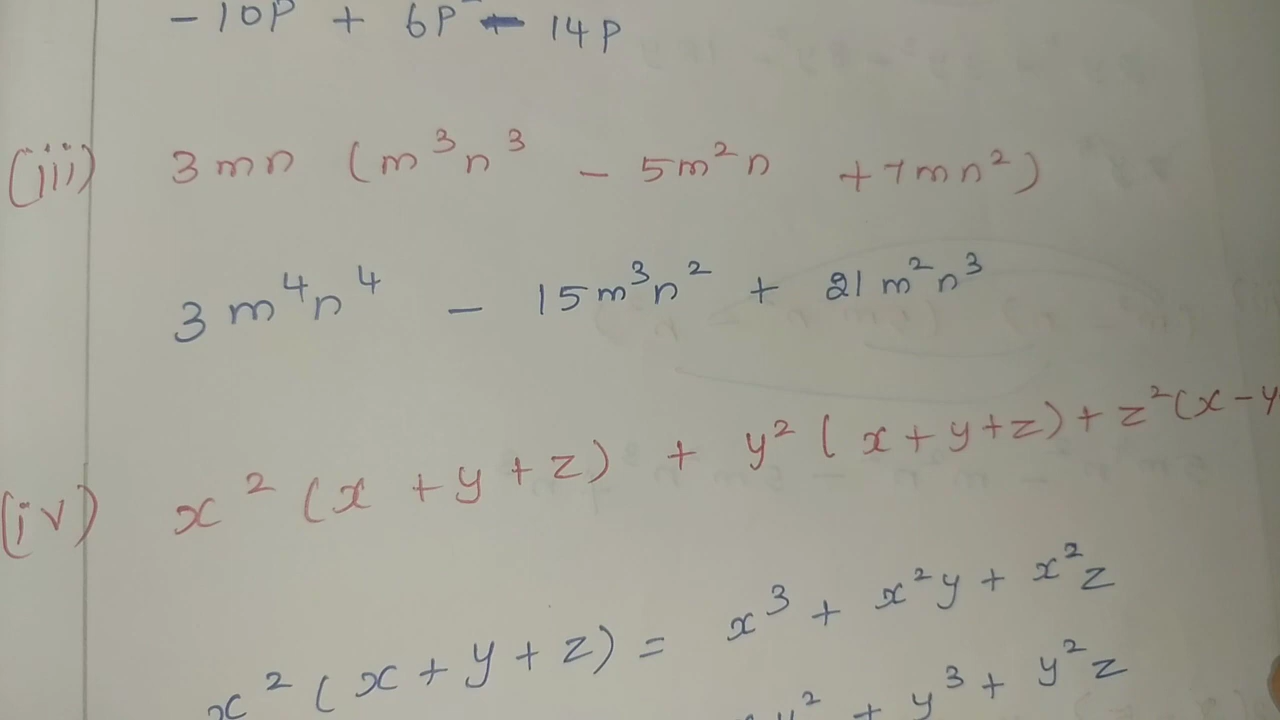 -10P + 6P - 14P
(iii) 3mn (m³n³ - 5m²n + 7mn²)
3m⁴n⁴ - 15m³n² + 21m²n³
(iv) x² (x + y + z) + y² (x + y + z) + z² (x - y
x² (x + y + z) = x³ + x²y + x²z
y² + y³ + y²z